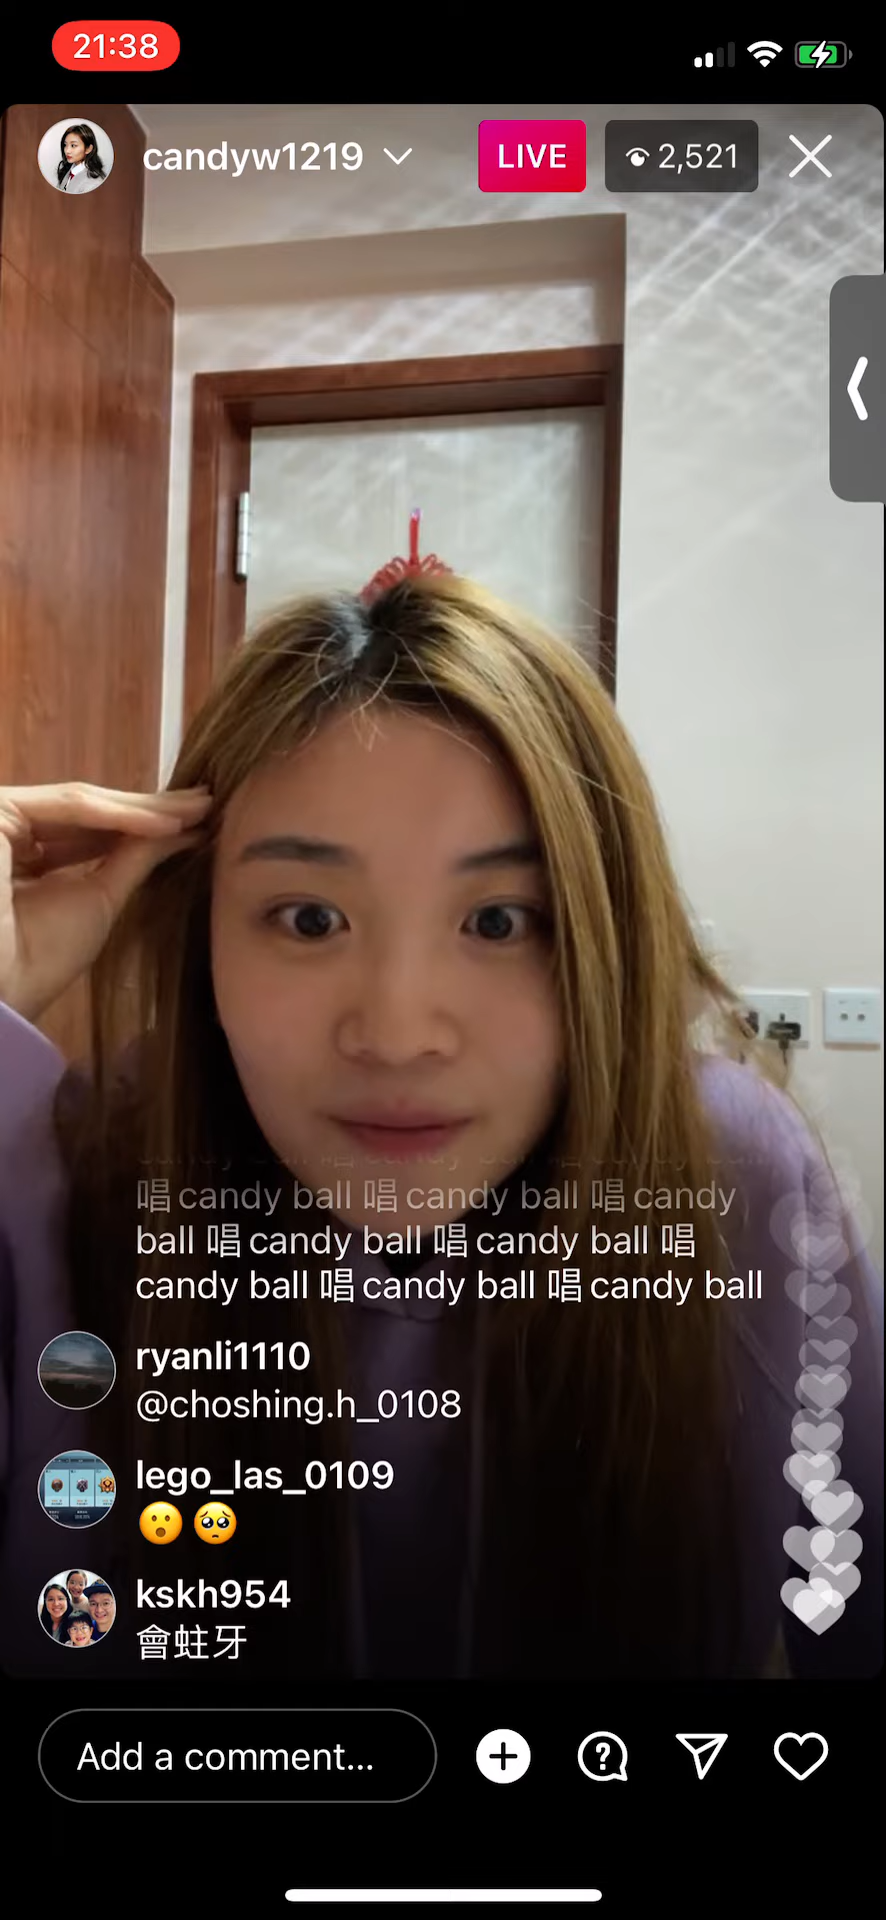 21:38
candyw1219
LIVE
2,521
唱 candy ball 唱 candy ball 唱 candy
ball 唱 candy ball 唱 candy ball 唱
candy ball 唱 candy ball 唱 candy ball
ryanli1110
@choshing.h_0108
lego_las_0109
😮🥺
kskh954
會蛀牙
Add a comment...